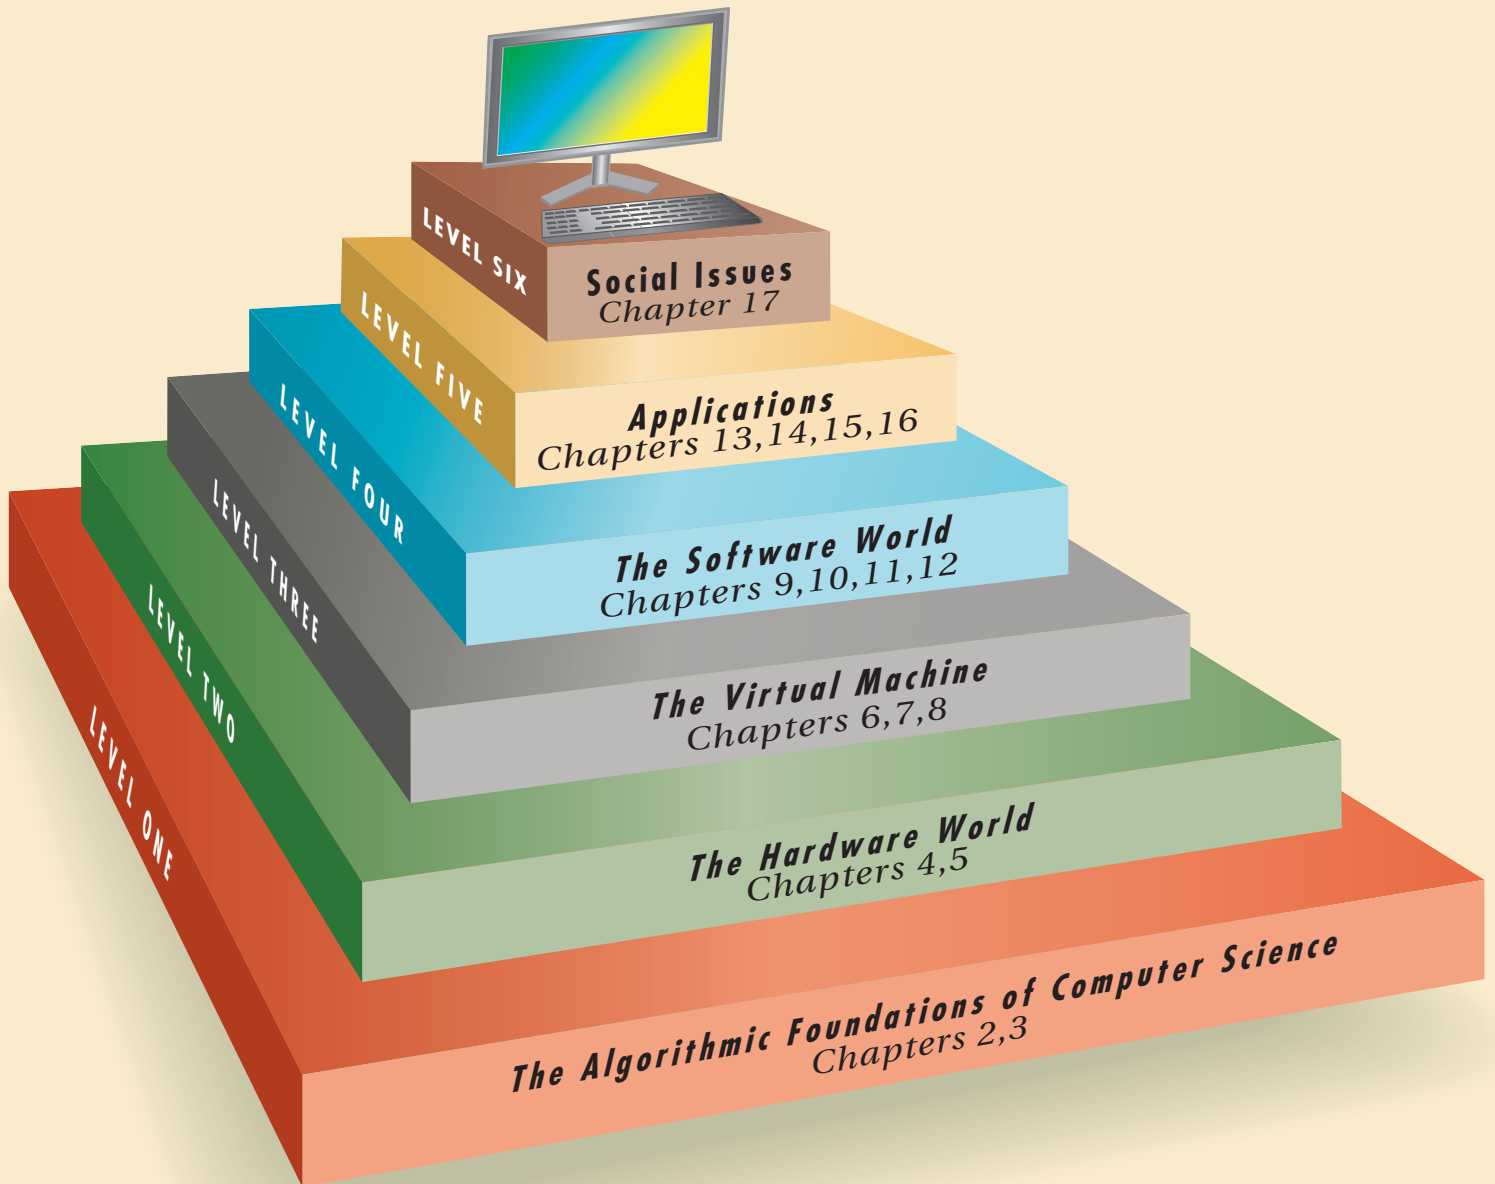 LEVEL SIX
Social Issues
Chapter 17
LEVEL FIVE
Applications
Chapters 13,14,15,16
LEVEL FOUR
The Software World
Chapters 9,10,11,12
LEVEL THREE
The Virtual Machine
Chapters 6,7,8
LEVEL TWO
The Hardware World
Chapters 4,5
LEVEL ONE
The Algorithmic Foundations of Computer Science
Chapters 2,3